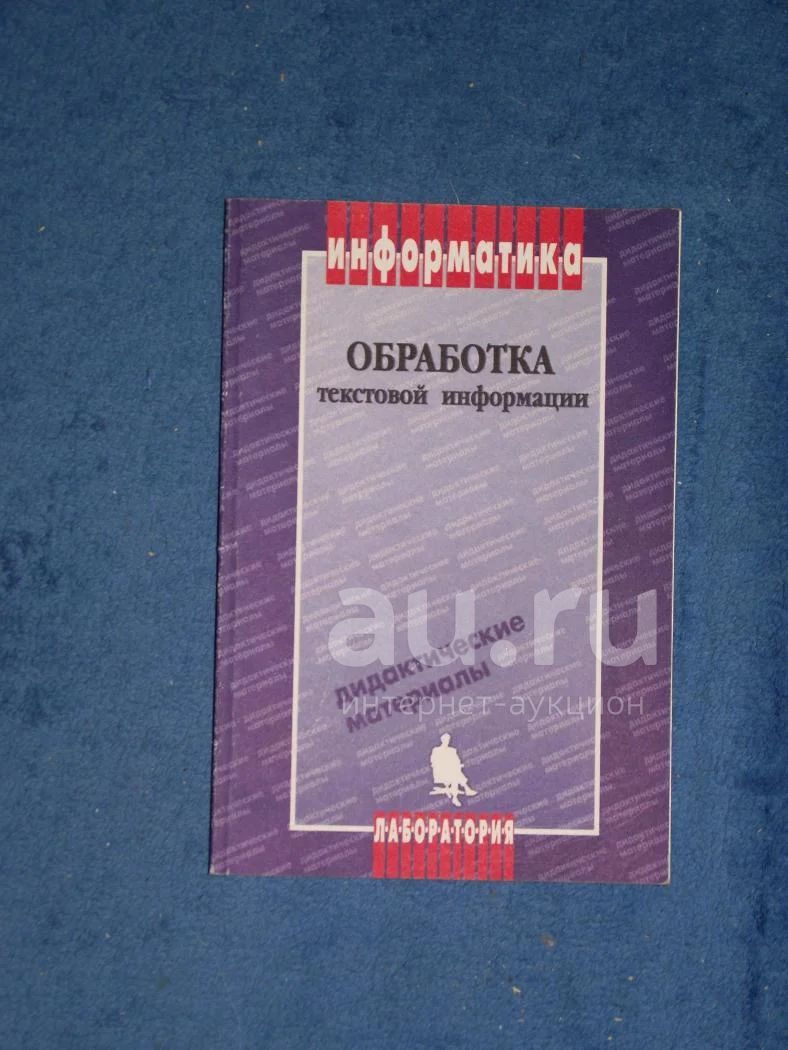 информатика
ОБРАБОТКА
текстовой информации
au.ru
интернет-аукцион
дидактические
материалы
ЛАБОРАТОРИЯ